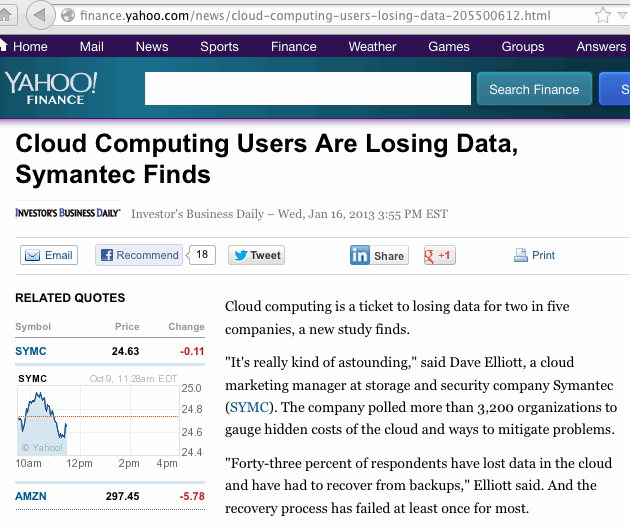 finance.yahoo.com/news/cloud-computing-users-losing-data-205500612.html
Home Mail News Sports Finance Weather Games Groups Answers
YAHOO!
FINANCE
Search Finance
S
Cloud Computing Users Are Losing Data,
Symantec Finds
INVESTOR'S BUSINESS DAILY Investor's Business Daily – Wed, Jan 16, 2013 3:55 PM EST
Email Recommend 18 Tweet in Share g +1 Print
RELATED QUOTES
Symbol Price Change
SYMC 24.63 -0.11
SYMC Oct 9, 11:28am EDT
25.0
24.8
24.6
24.4
© Yahoo!
10am 12pm 2pm 4pm
AMZN 297.45 -5.78
Cloud computing is a ticket to losing data for two in five
companies, a new study finds.
"It's really kind of astounding," said Dave Elliott, a cloud
marketing manager at storage and security company Symantec
(SYMC). The company polled more than 3,200 organizations to
gauge hidden costs of the cloud and ways to mitigate problems.
"Forty-three percent of respondents have lost data in the cloud
and have had to recover from backups," Elliott said. And the
recovery process has failed at least once for most.